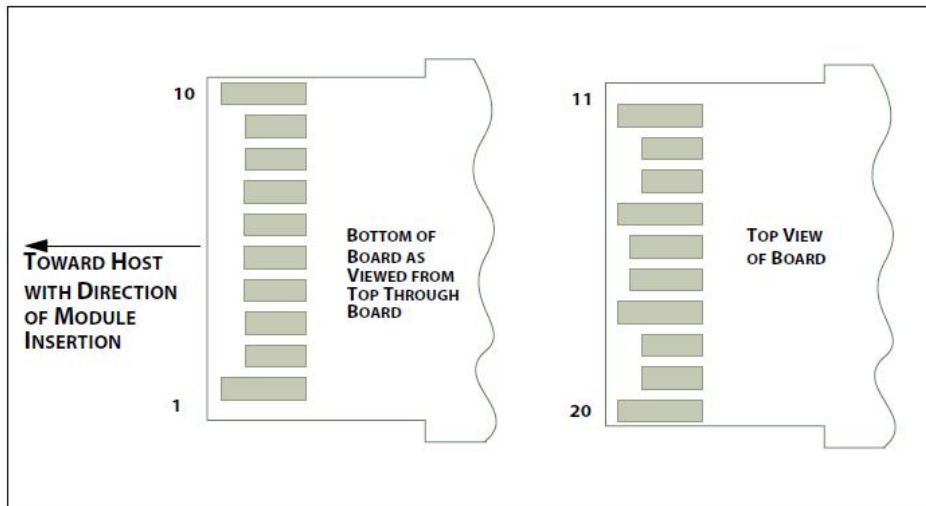 10
BOTTOM OF
BOARD AS
VIEWED FROM
TOP THROUGH
BOARD
TOWARD HOST
WITH DIRECTION
OF MODULE
INSERTION
1
11
TOP VIEW
OF BOARD
20